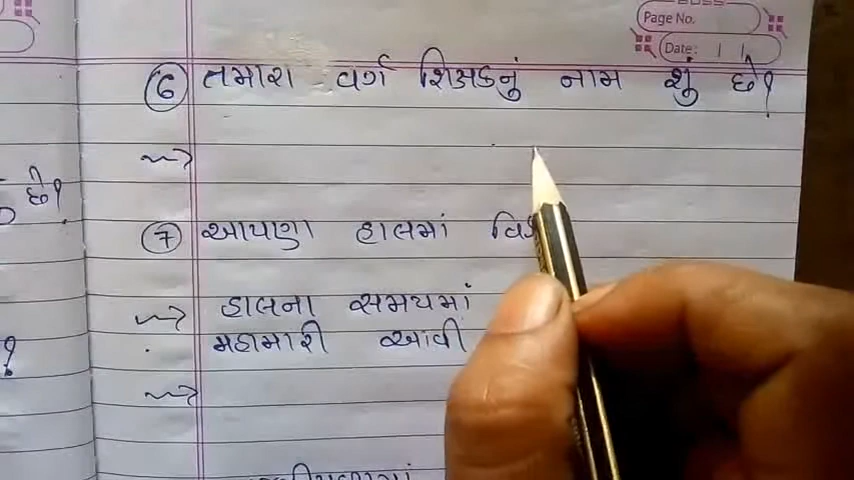 Page No.
Date: | |
⑥ તમારા વર્ગ શિક્ષકનું નામ શું છે?
છે?
⑦ આપણા હાલમાં
હાલના સમયમાં
મહામારી આવી